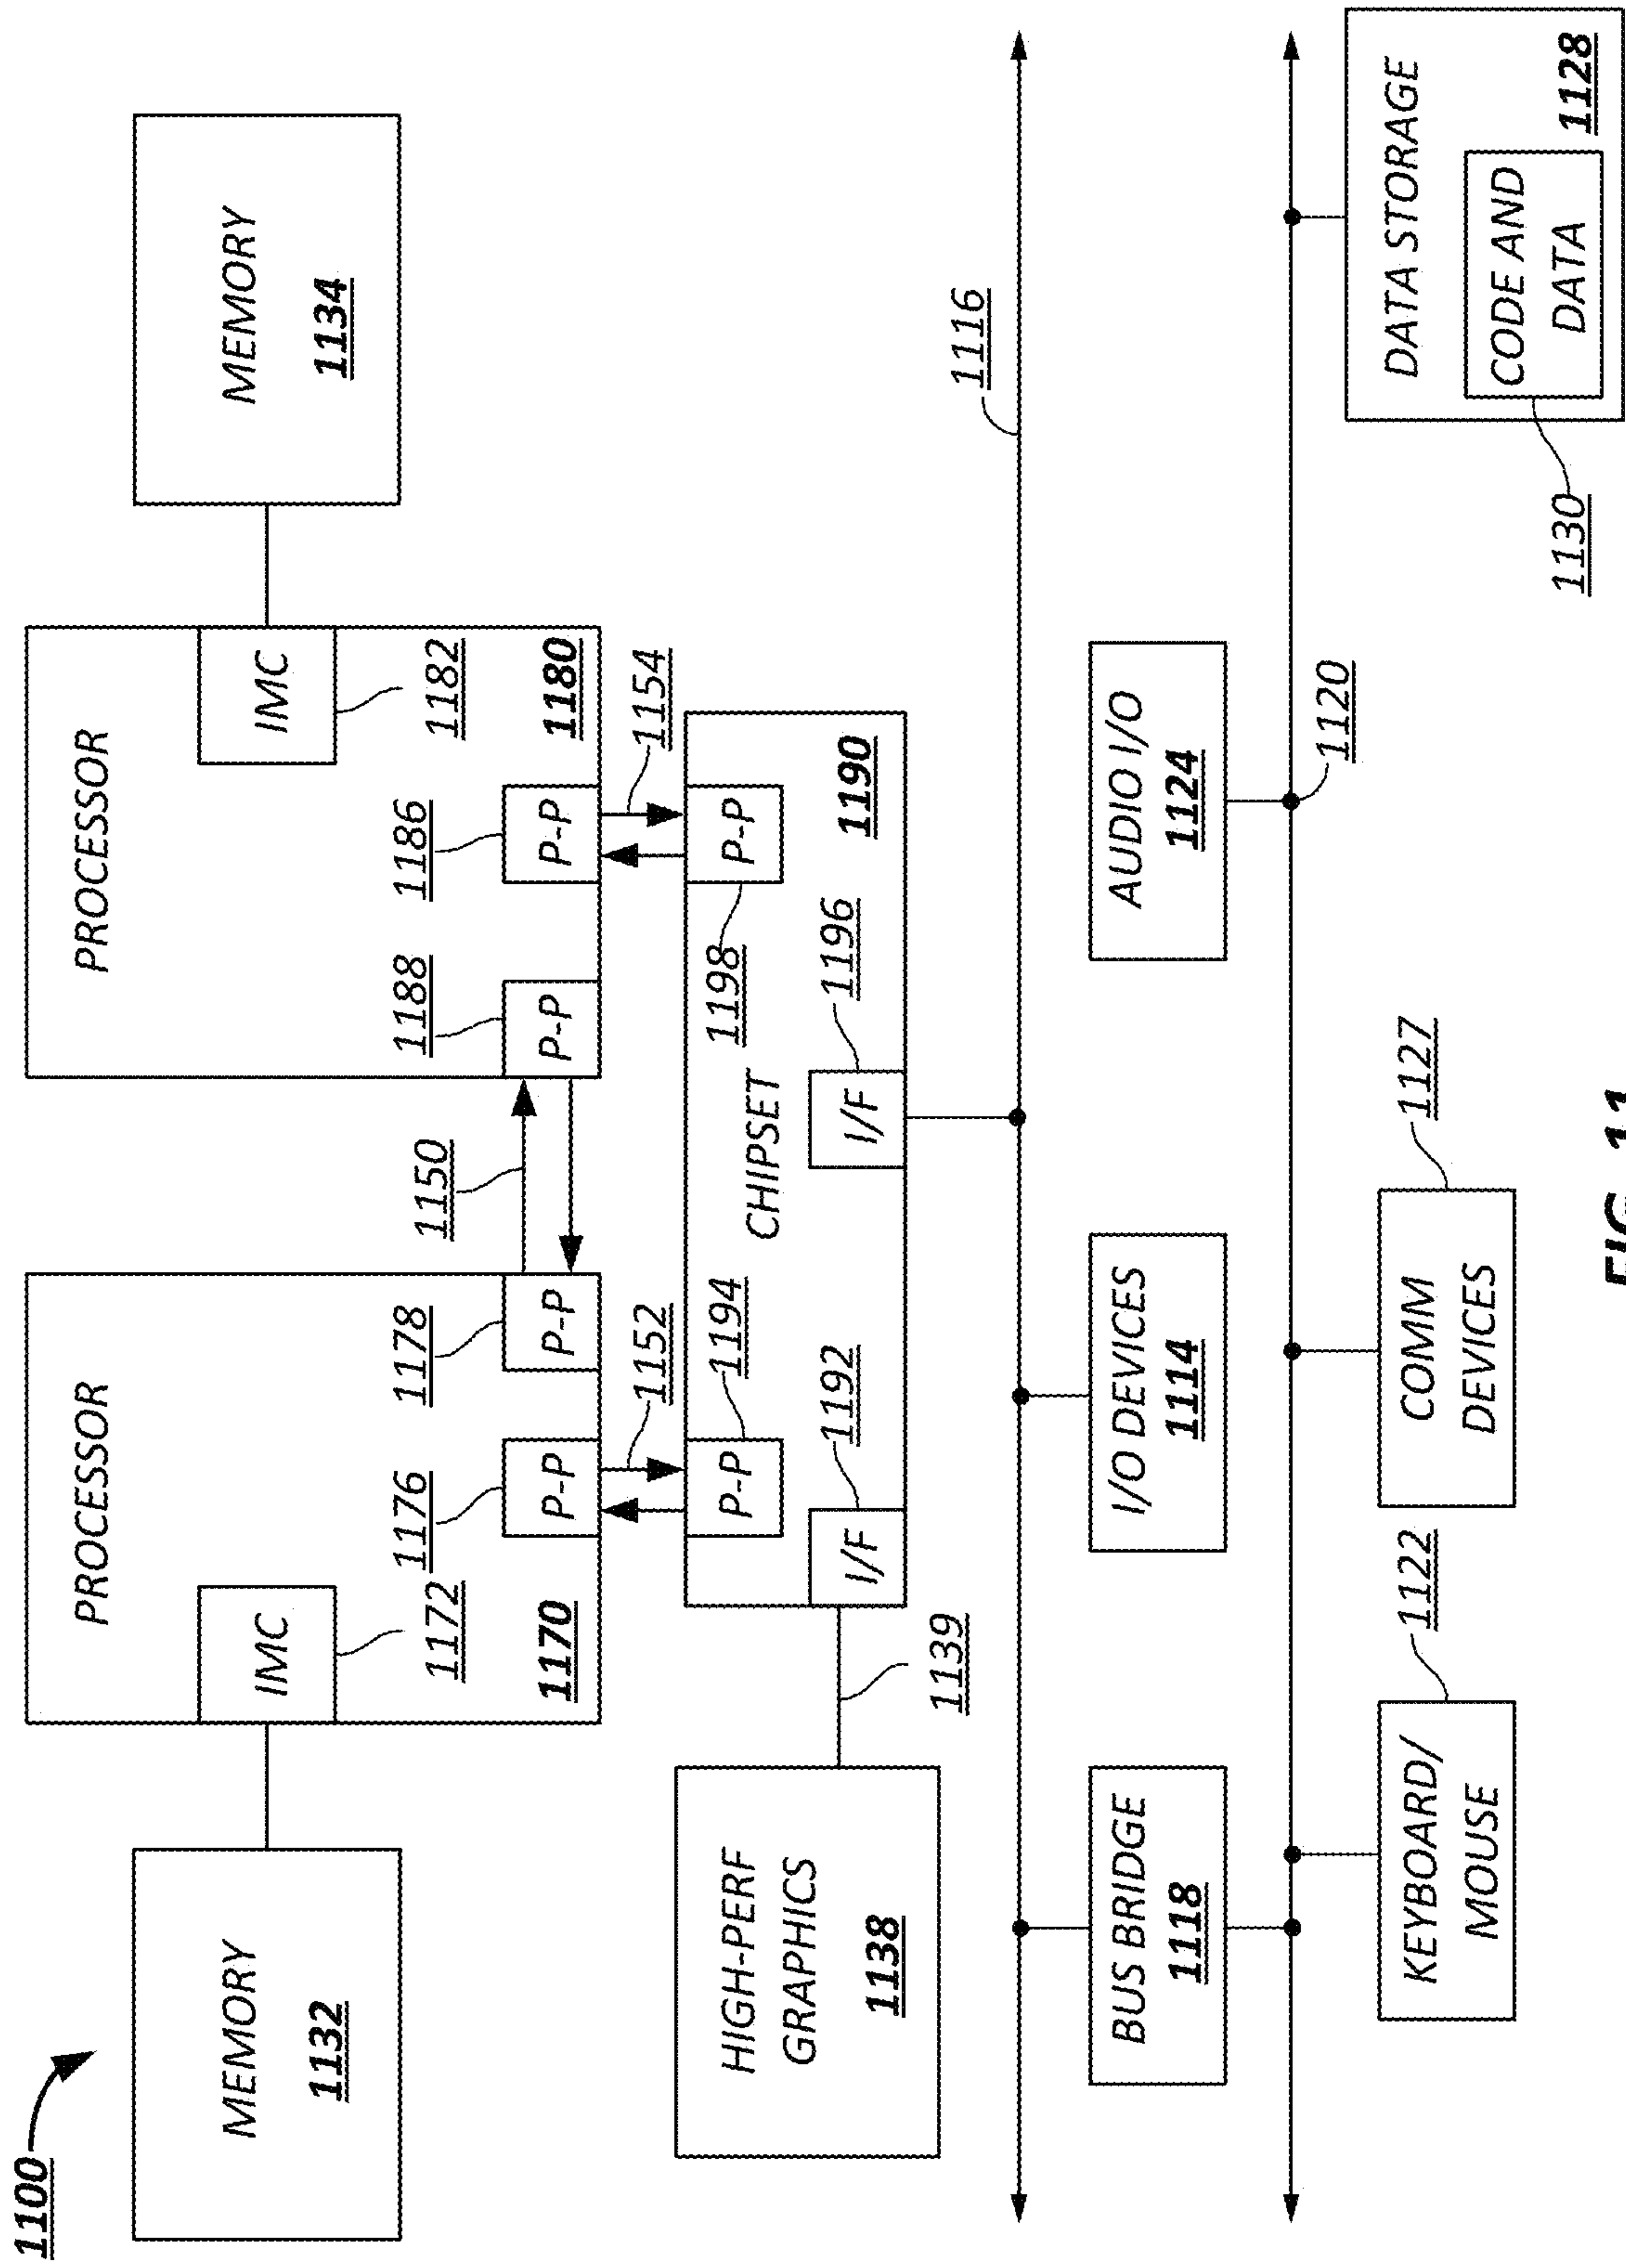 1100
MEMORY
1132
PROCESSOR
IMC
1172
1170
1176
P-P
1178
P-P
1150
PROCESSOR
1188
P-P
1186
P-P
IMC
1182
1180
MEMORY
1134
1152
1154
HIGH-PERF
GRAPHICS
1138
1139
P-P
1194
I/F
1192
CHIPSET
P-P
1198
I/F
1196
1190
1116
BUS BRIDGE
1118
I/O DEVICES
1114
AUDIO I/O
1124
1120
KEYBOARD/
MOUSE
1122
COMM
DEVICES
1127
DATA STORAGE
CODE AND
DATA
1128
1130
FIG. 11